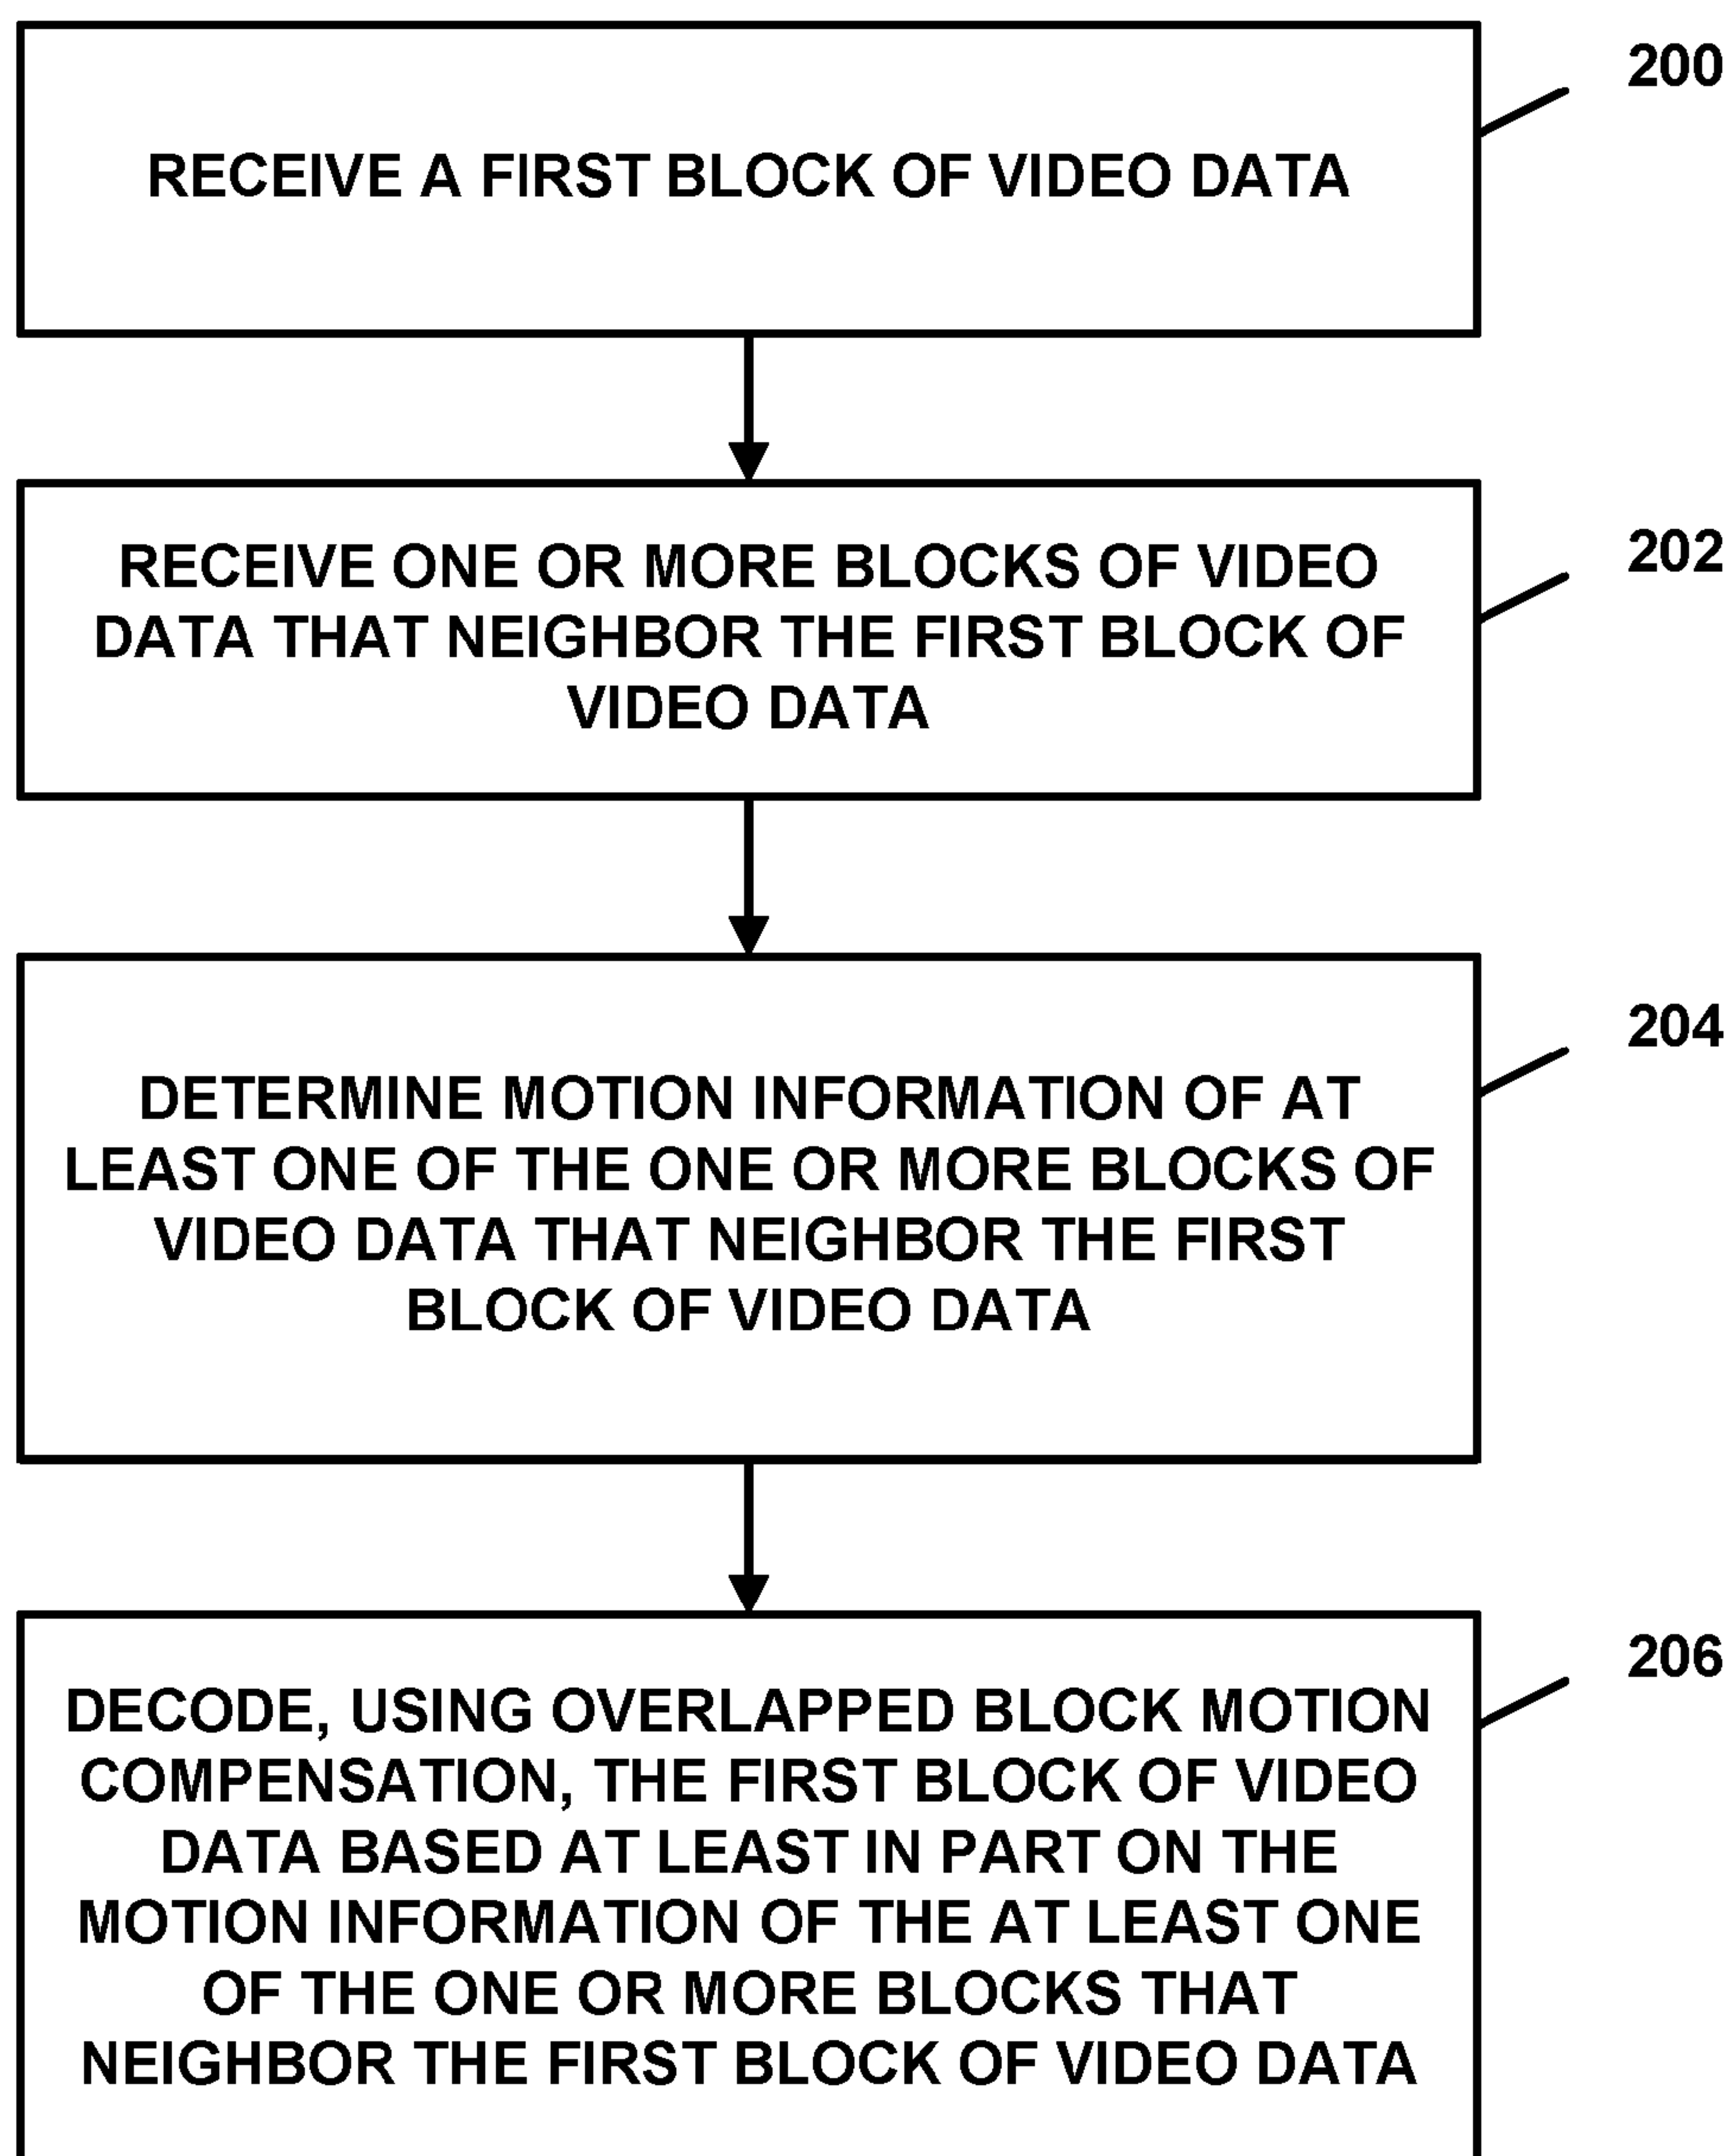 200
RECEIVE A FIRST BLOCK OF VIDEO DATA
202
RECEIVE ONE OR MORE BLOCKS OF VIDEO
DATA THAT NEIGHBOR THE FIRST BLOCK OF
VIDEO DATA
204
DETERMINE MOTION INFORMATION OF AT
LEAST ONE OF THE ONE OR MORE BLOCKS OF
VIDEO DATA THAT NEIGHBOR THE FIRST
BLOCK OF VIDEO DATA
206
DECODE, USING OVERLAPPED BLOCK MOTION
COMPENSATION, THE FIRST BLOCK OF VIDEO
DATA BASED AT LEAST IN PART ON THE
MOTION INFORMATION OF THE AT LEAST ONE
OF THE ONE OR MORE BLOCKS THAT
NEIGHBOR THE FIRST BLOCK OF VIDEO DATA